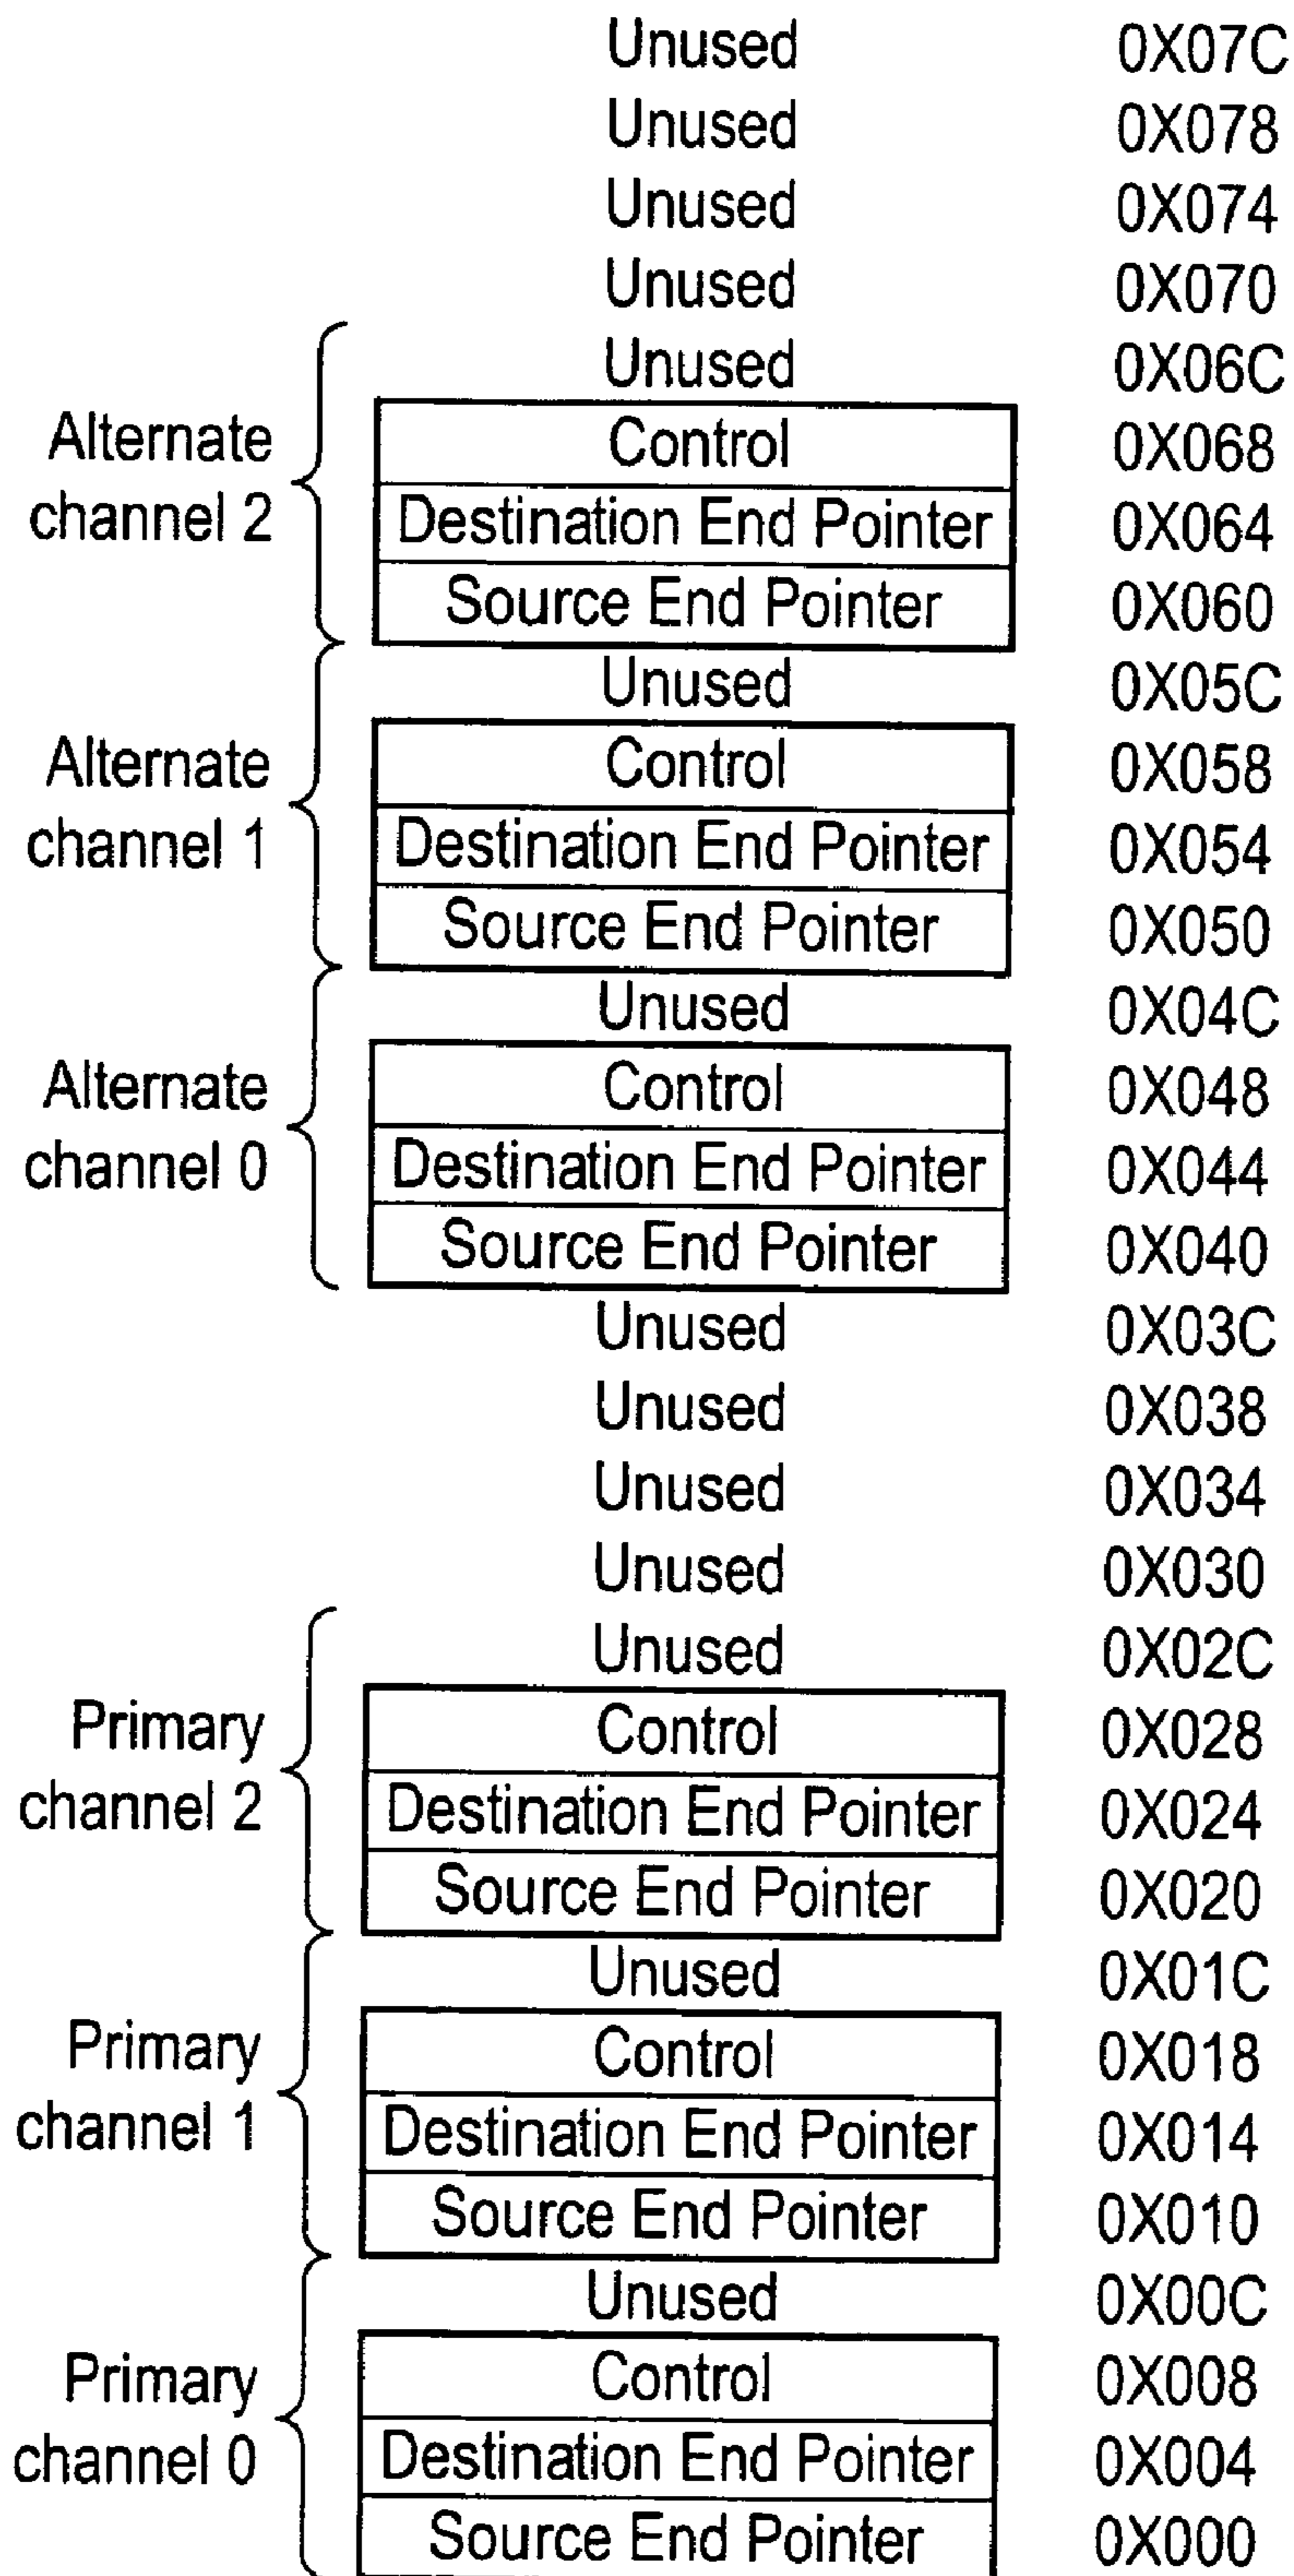 Unused 0X07C
Unused 0X078
Unused 0X074
Unused 0X070
Unused 0X06C
Alternate channel 2
Control 0X068
Destination End Pointer 0X064
Source End Pointer 0X060
Unused 0X05C
Alternate channel 1
Control 0X058
Destination End Pointer 0X054
Source End Pointer 0X050
Unused 0X04C
Alternate channel 0
Control 0X048
Destination End Pointer 0X044
Source End Pointer 0X040
Unused 0X03C
Unused 0X038
Unused 0X034
Unused 0X030
Unused 0X02C
Primary channel 2
Control 0X028
Destination End Pointer 0X024
Source End Pointer 0X020
Unused 0X01C
Primary channel 1
Control 0X018
Destination End Pointer 0X014
Source End Pointer 0X010
Unused 0X00C
Primary channel 0
Control 0X008
Destination End Pointer 0X004
Source End Pointer 0X000